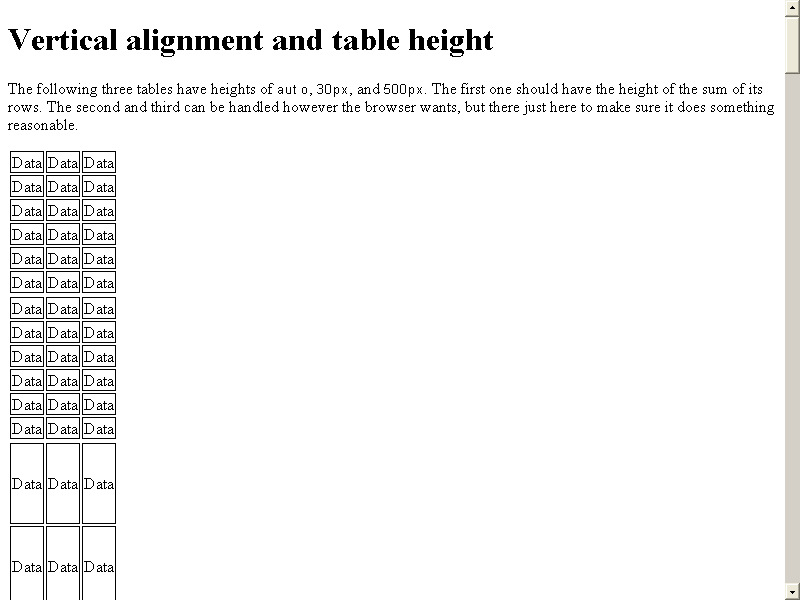 Vertical alignment and table height
The following three tables have heights of auto, 30px, and 500px. The first one should have the height of the sum of its
rows. The second and third can be handled however the browser wants, but there just here to make sure it does something
reasonable.
Data Data Data
Data Data Data
Data Data Data
Data Data Data
Data Data Data
Data Data Data
Data Data Data
Data Data Data
Data Data Data
Data Data Data
Data Data Data
Data Data Data
Data Data Data
Data Data Data